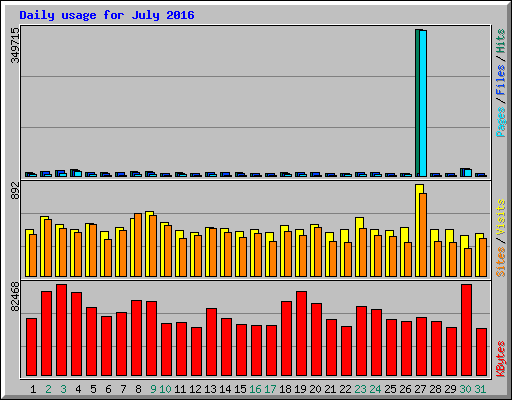 Daily usage for July 2016
349715
Pages / Files / Hits
892
Sites / Visits
82468
KBytes
1 2 3 4 5 6 7 8 9 10 11 12 13 14 15 16 17 18 19 20 21 22 23 24 25 26 27 28 29 30 31